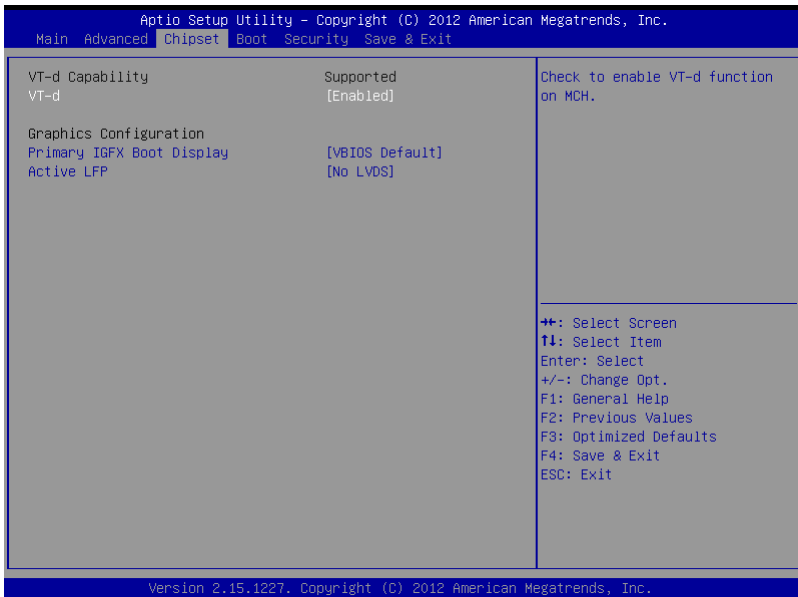 Aptio Setup Utility – Copyright (C) 2012 American Megatrends, Inc.
Main Advanced Chipset Boot Security Save & Exit
VT-d Capability Supported
VT-d [Enabled]
Graphics Configuration
Primary IGFX Boot Display [VBIOS Default]
Active LFP [No LVDS]
Check to enable VT-d function
on MCH.
→←: Select Screen
↑↓: Select Item
Enter: Select
+/-: Change Opt.
F1: General Help
F2: Previous Values
F3: Optimized Defaults
F4: Save & Exit
ESC: Exit
Version 2.15.1227. Copyright (C) 2012 American Megatrends, Inc.